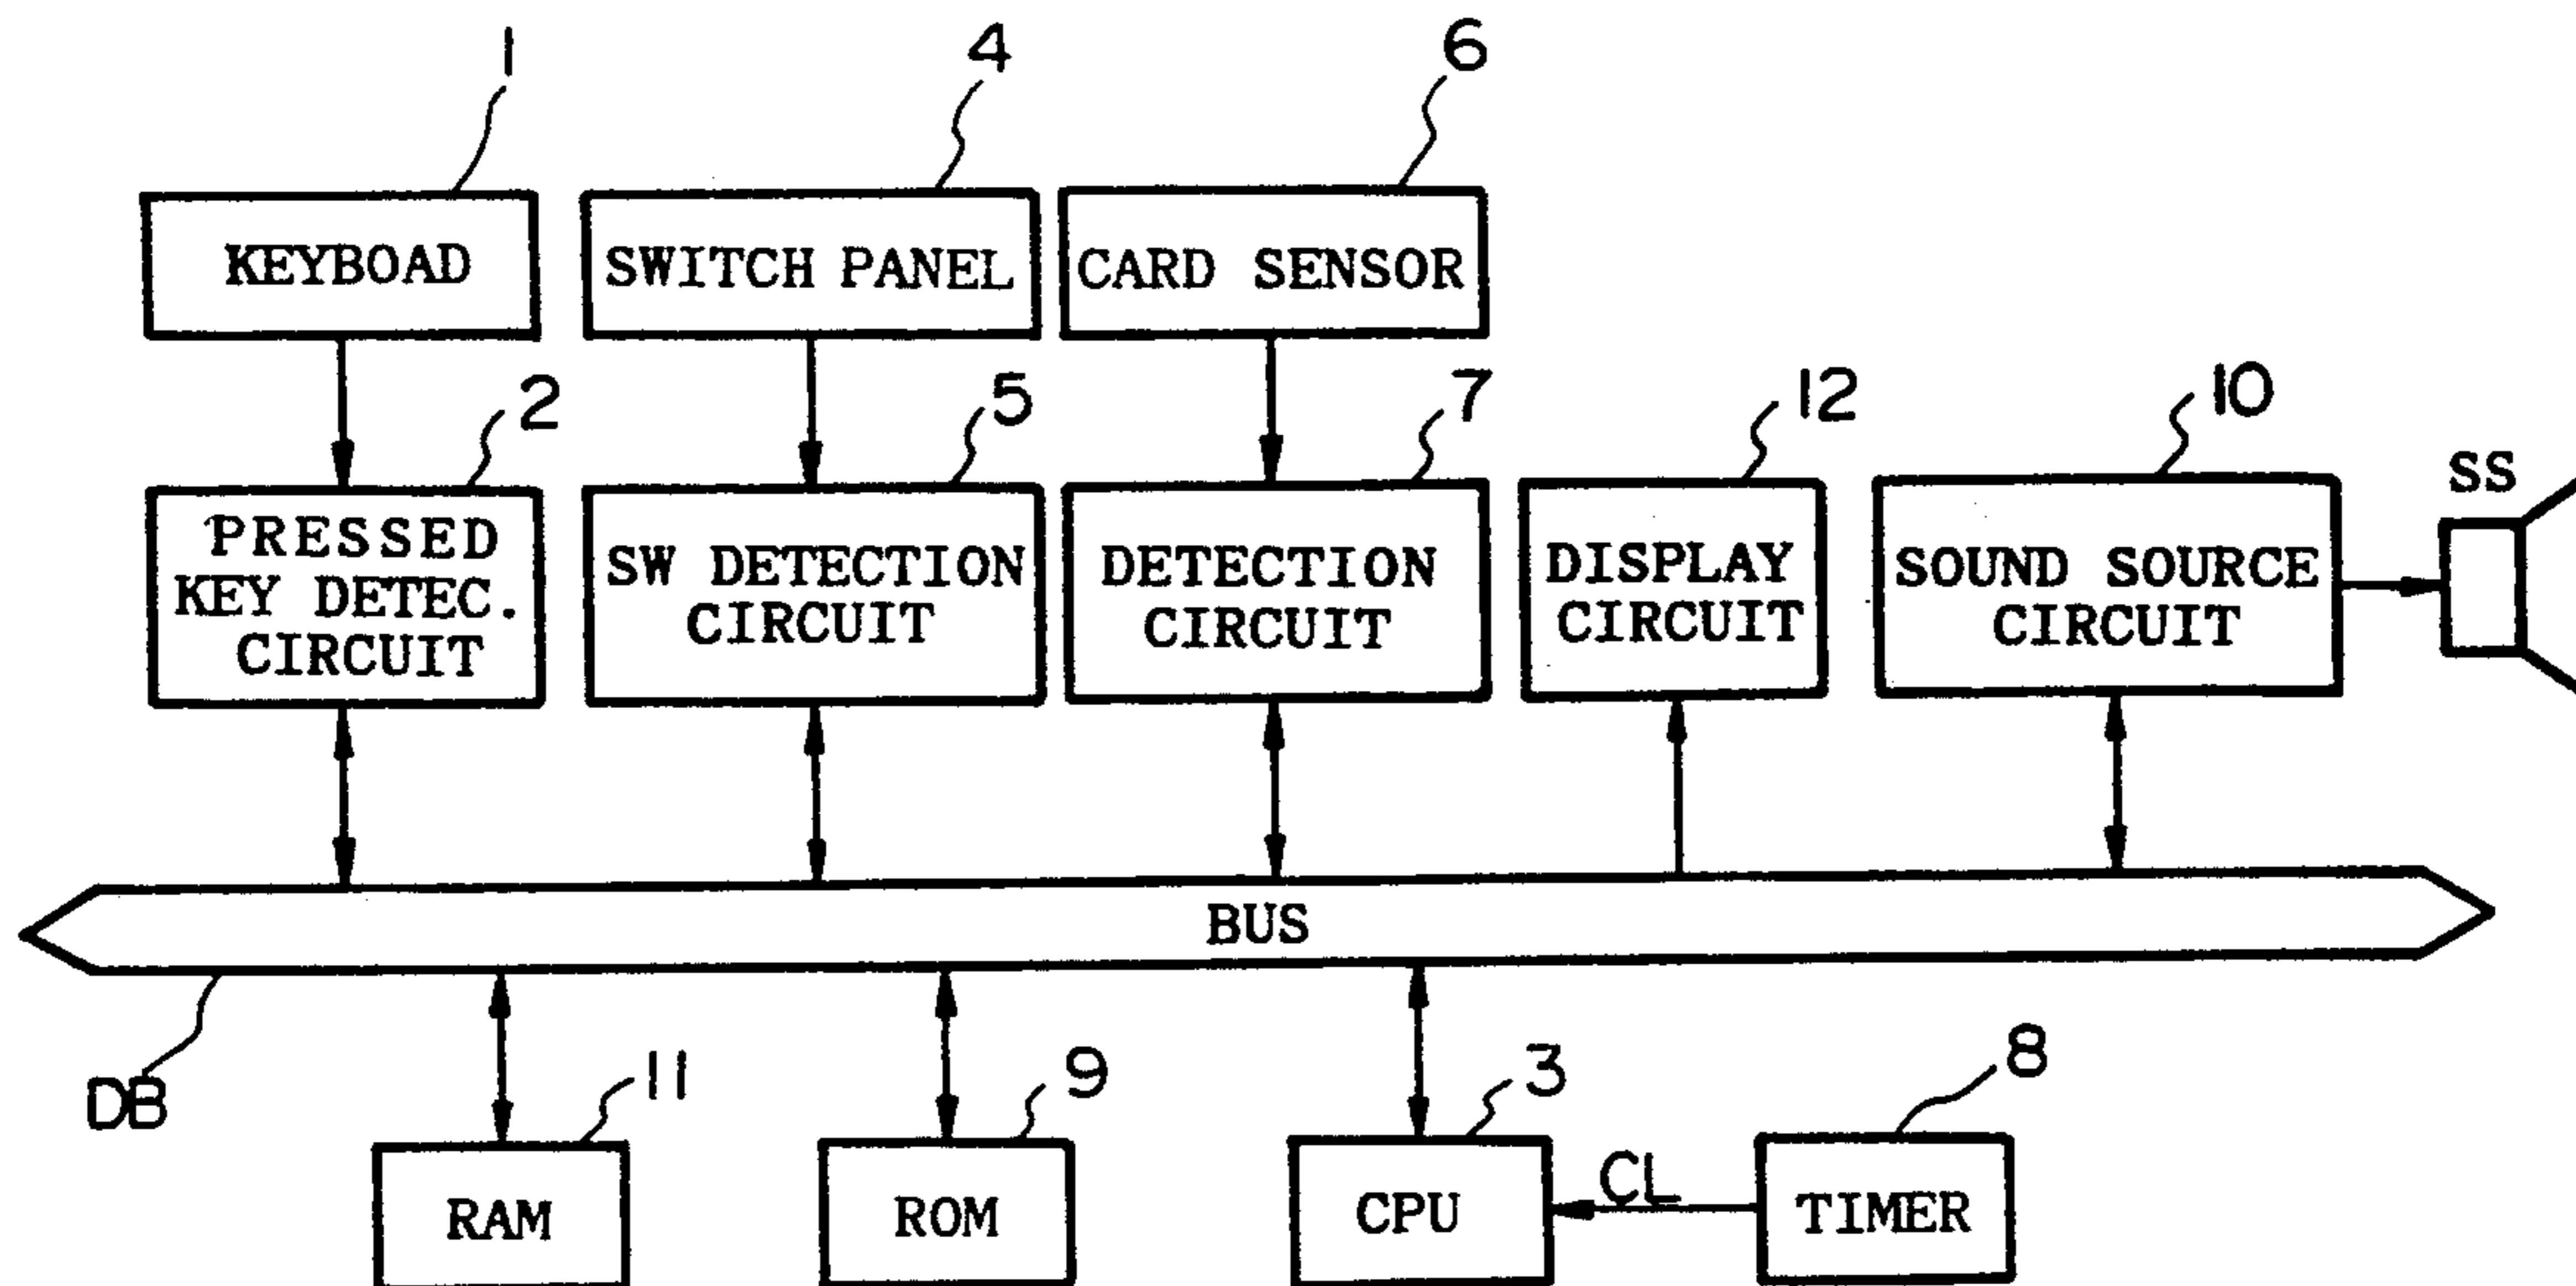 1
4
6
KEYBOAD
SWITCH PANEL
CARD SENSOR
2
5
7
12
10
SS
PRESSED
KEY DETEC.
CIRCUIT
SW DETECTION
CIRCUIT
DETECTION
CIRCUIT
DISPLAY
CIRCUIT
SOUND SOURCE
CIRCUIT
BUS
DB
11
9
3
8
RAM
ROM
CPU
CL
TIMER